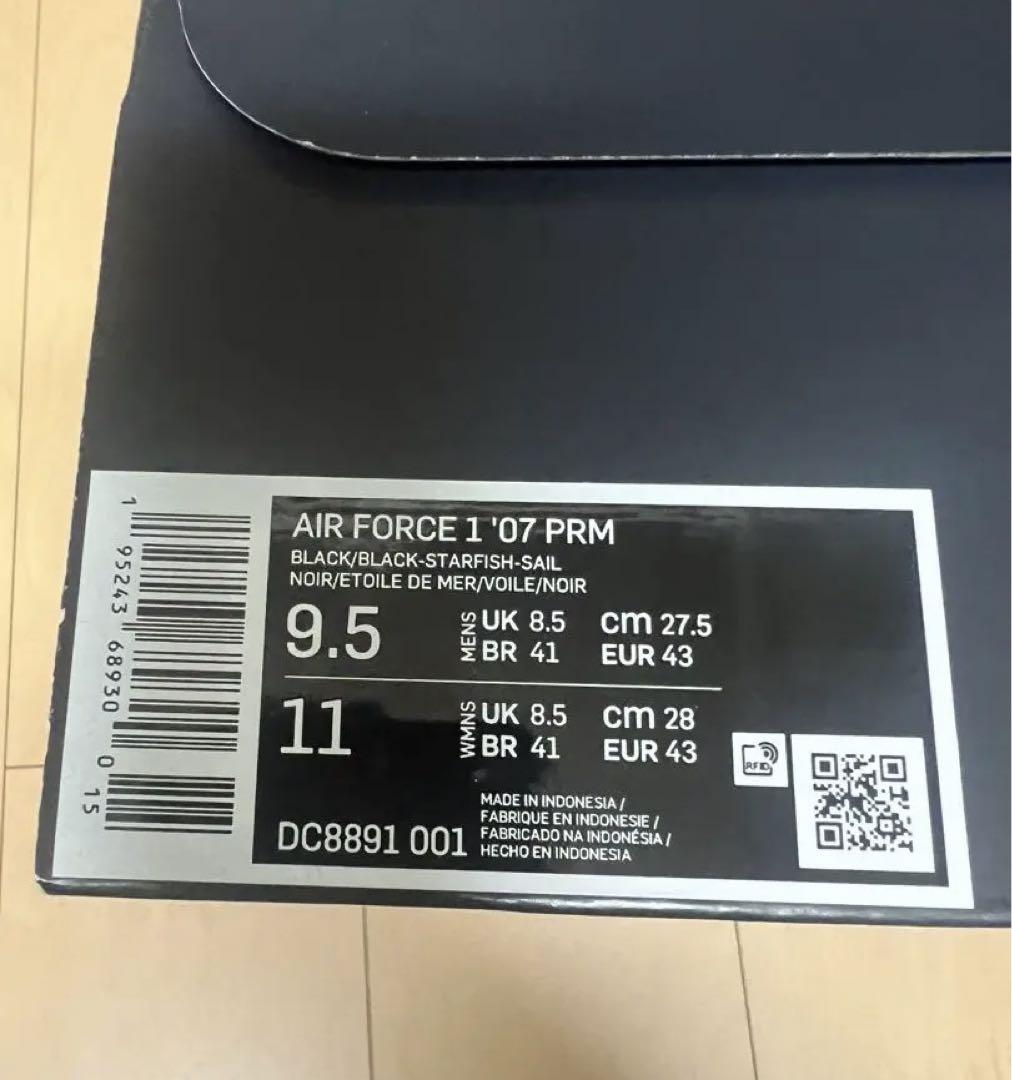 1 95243 68930 0 15
AIR FORCE 1 '07 PRM
BLACK/BLACK-STARFISH-SAIL
NOIR/ETOILE DE MER/VOILE/NOIR
9.5 MENS UK 8.5 cm 27.5
BR 41 EUR 43
11 WMNS UK 8.5 cm 28
BR 41 EUR 43
RFID
MADE IN INDONESIA /
FABRIQUE EN INDONESIE /
DC8891 001 FABRICADO NA INDONÉSIA /
HECHO EN INDONESIA